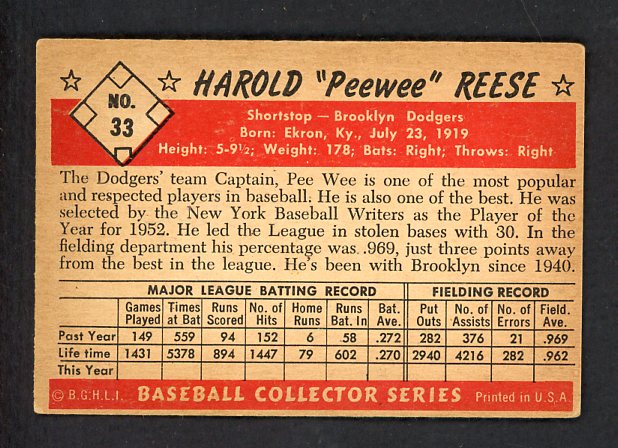 NO.
33
HAROLD "Peewee" REESE
Shortstop — Brooklyn Dodgers
Born: Ekron, Ky., July 23, 1919
Height: 5-9½; Weight: 178; Bats: Right; Throws: Right
The Dodgers' team Captain, Pee Wee is one of the most popular
and respected players in baseball. He is also one of the best. He was
selected by the New York Baseball Writers as the Player of the
Year for 1952. He led the League in stolen bases with 30. In the
fielding department his percentage was .969, just three points away
from the best in the league. He's been with Brooklyn since 1940.
MAJOR LEAGUE BATTING RECORD FIELDING RECORD
Games Times Runs No. of Home Runs Bat. Put No. of No. of Field.
Played at Bat Scored Hits Runs Bat. In Ave. Outs Assists Errors Ave.
Past Year 149 559 94 152 6 .58 .272 282 376 21 .969
Life time 1431 5378 894 1447 79 602 .270 2940 4216 282 .962
This Year
© B.G.H.L.I. BASEBALL COLLECTOR SERIES Printed in U.S.A.